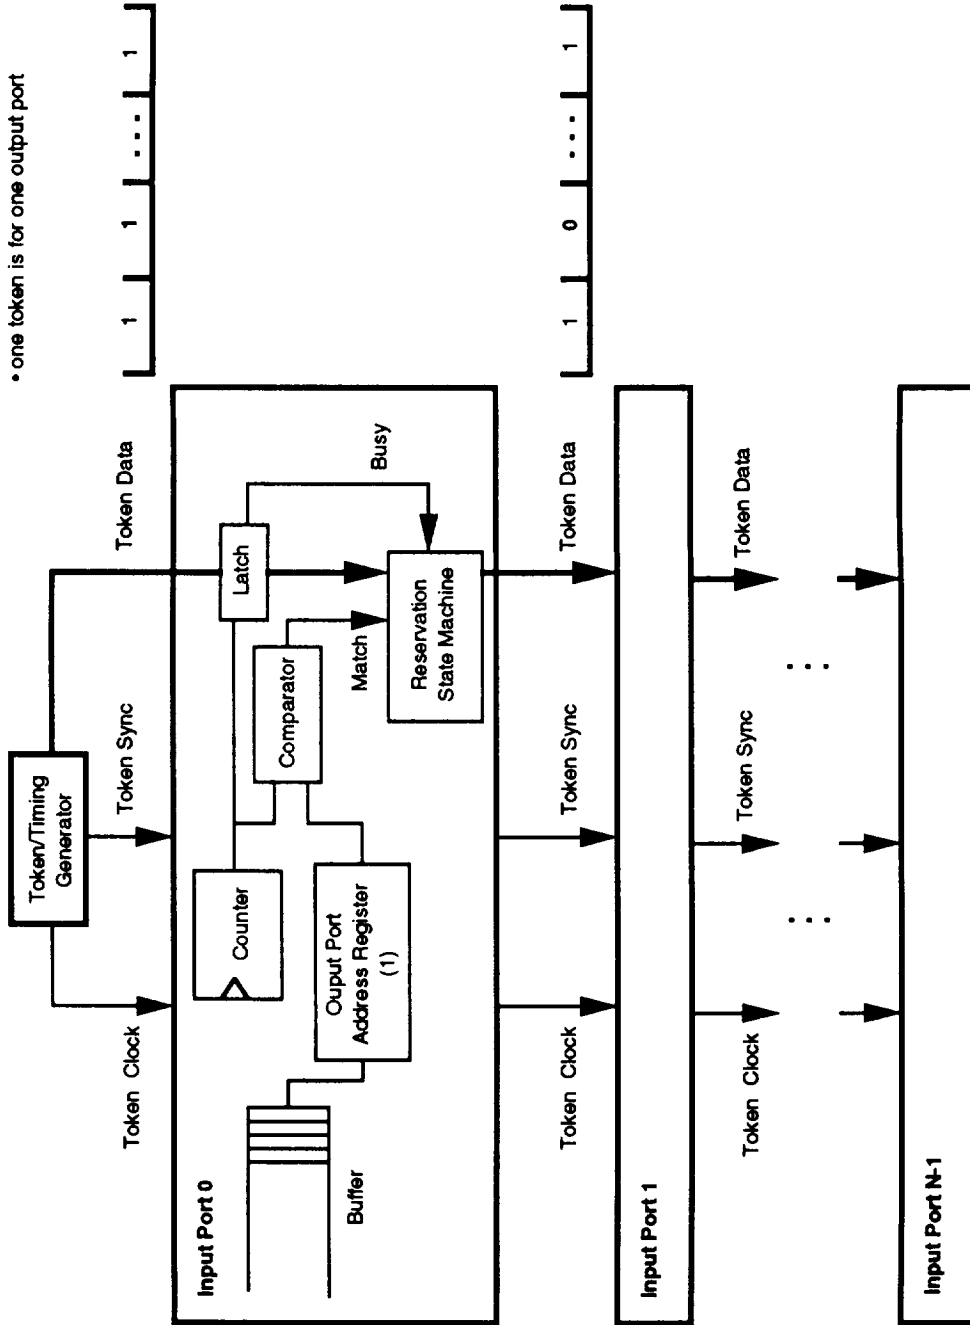 • one token is for one output port
Token/Timing
Generator
Token Clock
Token Sync
Token Data
1
1
...
1
Input Port 0
Buffer
Counter
Ouput Port
Address Register
(1)
Comparator
Latch
Match
Busy
Reservation
State Machine
Token Clock
Token Sync
Token Data
1
0
...
1
Input Port 1
Token Clock
Token Sync
Token Data
...
...
Input Port N-1